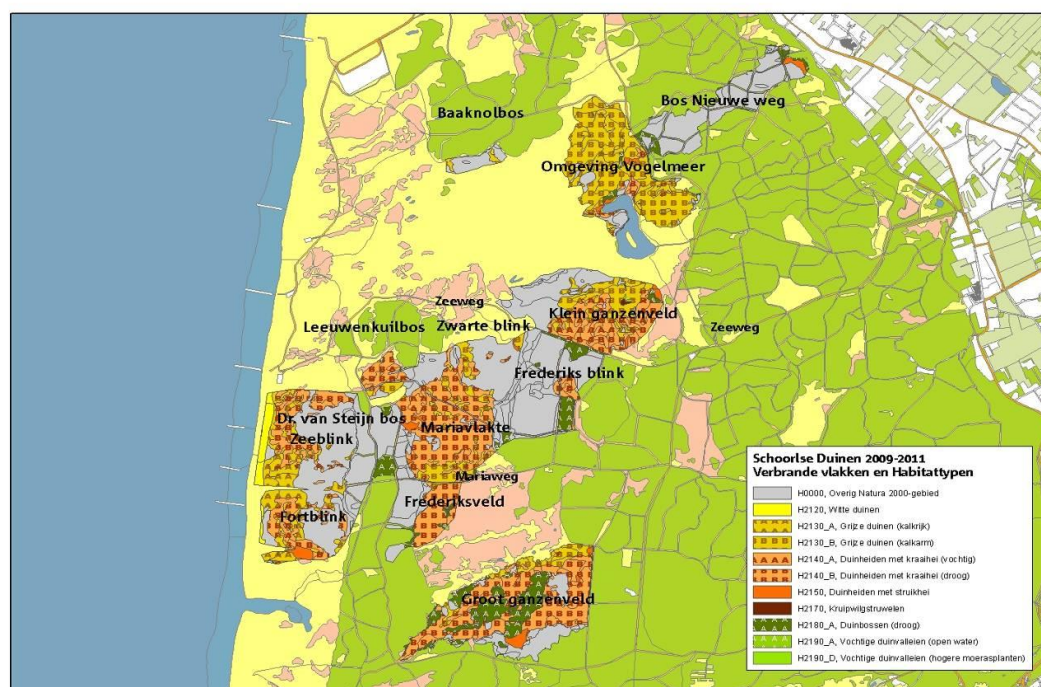 Bos Nieuwe weg
Baaknolbos
Omgeving Vogelmeer
Zeeweg
Klein ganzenveld
Leeuwenkuilbos
Zwarte blink
Zeeweg
Frederiks blink
Dr. van Steijn bos
Zeeblink
Mariavlakte
Mariaweg
Frederiksveld
Fortblink
Groot ganzenveld
Schoorlse Duinen 2009-2011
Verbrande vlakken en Habitattypen
H0000, Overig Natura 2000-gebied
H2120, Witte duinen
H2130_A, Grijze duinen (kalkrijk)
H2130_B, Grijze duinen (kalkarm)
H2140_A, Duinheiden met kraaihei (vochtig)
H2140_B, Duinheiden met kraaihei (droog)
H2150, Duinheiden met struikhei
H2170, Kruipwilgstruwelen
H2180_A, Duinbossen (droog)
H2190_A, Vochtige duinvalleien (open water)
H2190_D, Vochtige duinvalleien (hogere moerasplanten)